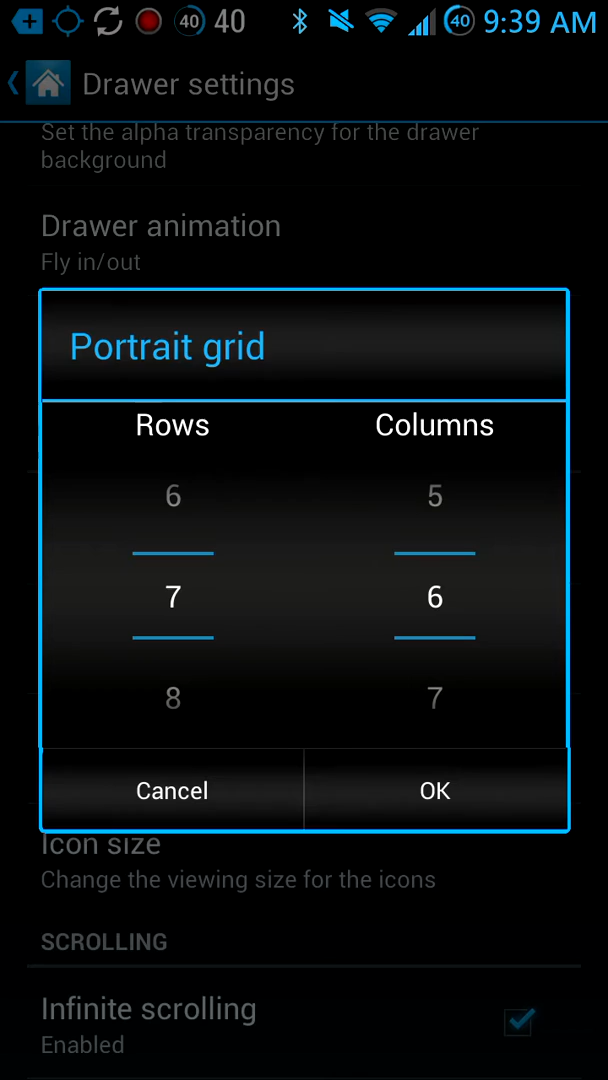 40 40 40 9:39 AM
Drawer settings
Set the alpha transparency for the drawer
background
Drawer animation
Fly in/out
Portrait grid
Rows Columns
6 5
7 6
8 7
Cancel OK
Icon size
Change the viewing size for the icons
SCROLLING
Infinite scrolling
Enabled